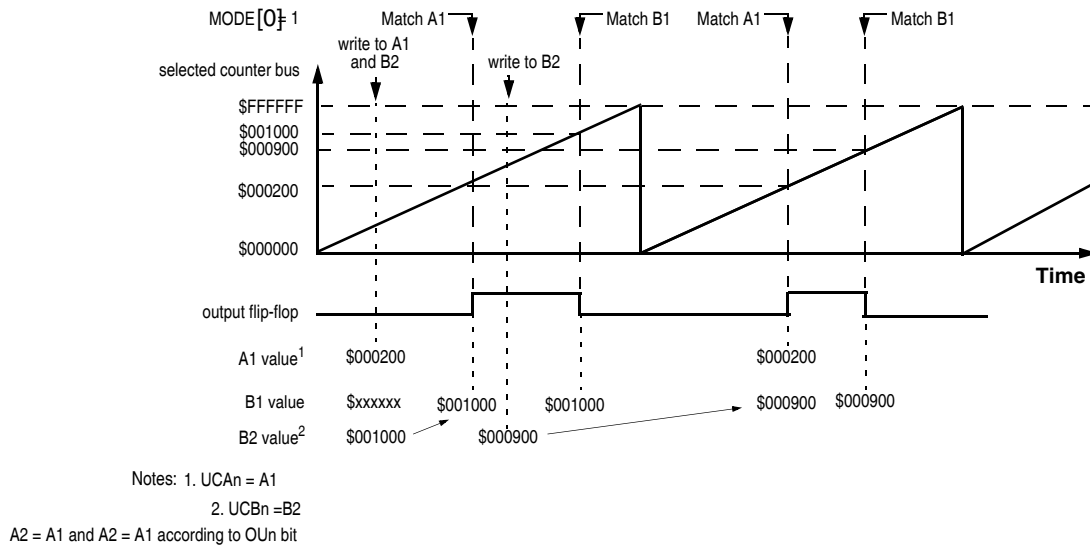 MODE[0]= 1
Match A1
Match B1
Match A1
Match B1
write to A1
and B2
write to B2
selected counter bus
$FFFFFF
$001000
$000900
$000200
$000000
Time
output flip-flop
A1 value1 $000200 $000200
B1 value $xxxxxx $001000 $001000 $000900 $000900
B2 value2 $001000 $000900
Notes: 1. UCAn = A1
2. UCBn =B2
A2 = A1 and A2 = A1 according to OUn bit